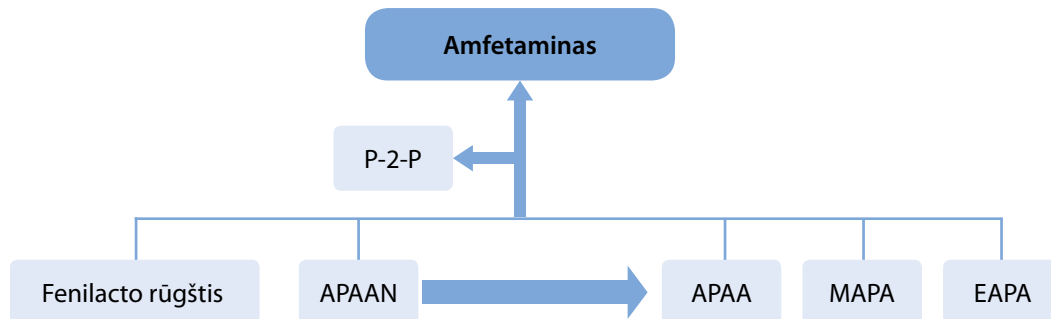 Amfetaminas
P-2-P
Fenilacto rūgštis
APAAN
APAA
MAPA
EAPA